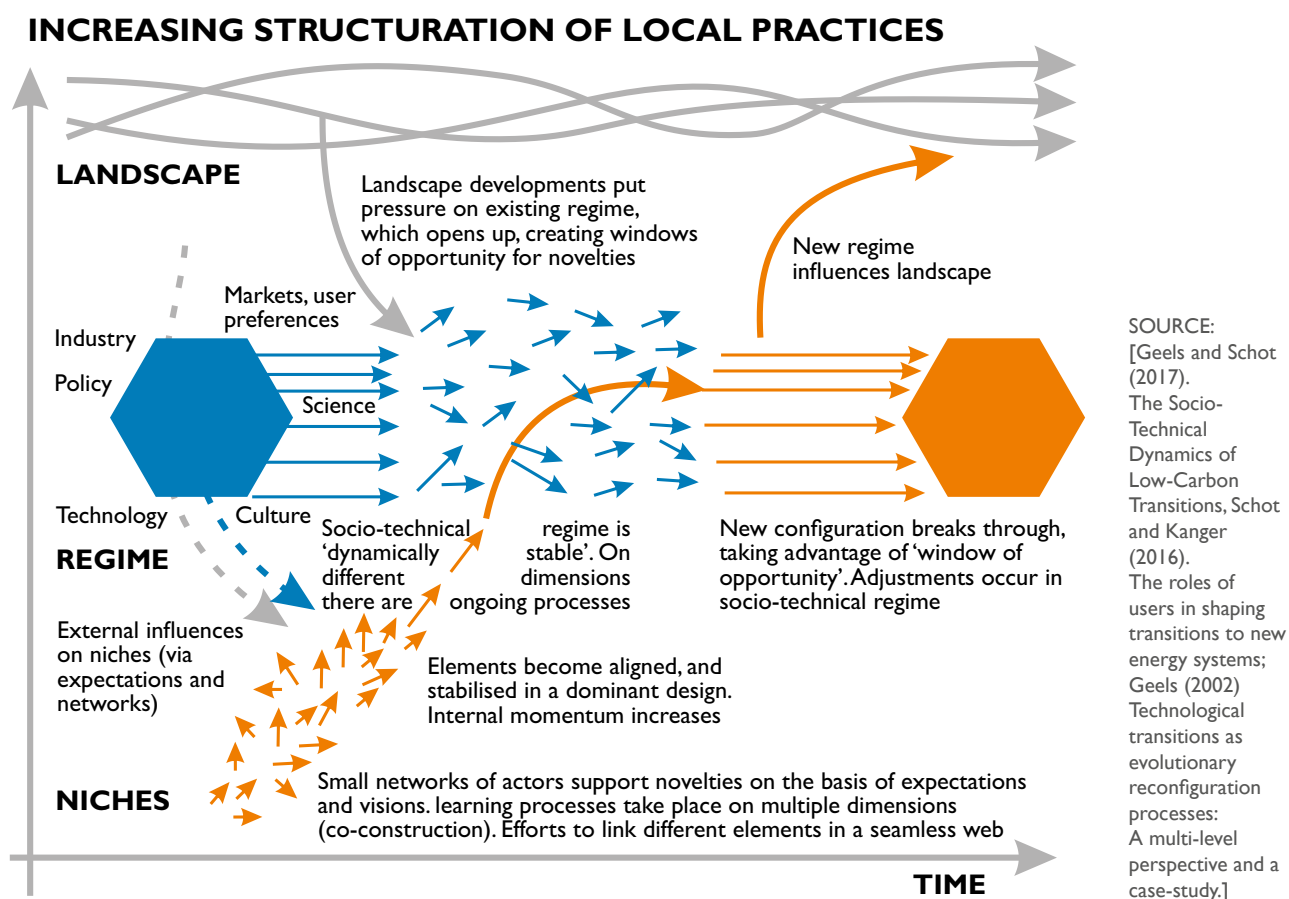 INCREASING STRUCTURATION OF LOCAL PRACTICES
LANDSCAPE
Landscape developments put
pressure on existing regime,
which opens up, creating windows
of opportunity for novelties
New regime
influences landscape
Markets, user
preferences
Industry
Policy
Science
Technology
Culture
REGIME
Socio-technical regime is
'dynamically stable'. On
different dimensions
there are ongoing processes
New configuration breaks through,
taking advantage of 'window of
opportunity'. Adjustments occur in
socio-technical regime
External influences
on niches (via
expectations and
networks)
Elements become aligned, and
stabilised in a dominant design.
Internal momentum increases
NICHES
Small networks of actors support novelties on the basis of expectations
and visions. learning processes take place on multiple dimensions
(co-construction). Efforts to link different elements in a seamless web
TIME
SOURCE:
[Geels and Schot
(2017).
The Socio-
Technical
Dynamics of
Low-Carbon
Transitions, Schot
and Kanger
(2016).
The roles of
users in shaping
transitions to new
energy systems;
Geels (2002)
Technological
transitions as
evolutionary
reconfiguration
processes:
A multi-level
perspective and a
case-study.]